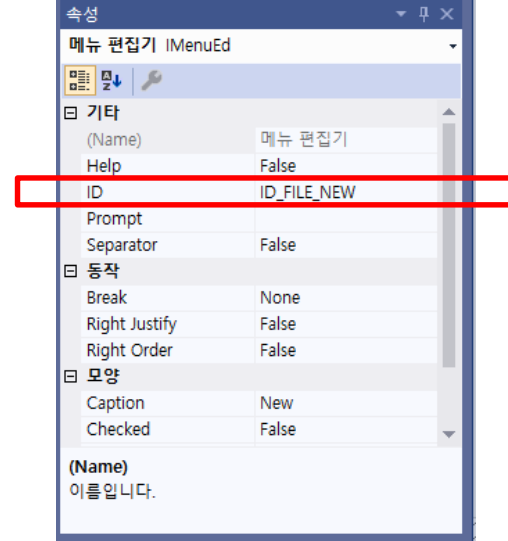 속성
메뉴 편집기 IMenuEd
기타
(Name) 메뉴 편집기
Help False
ID ID_FILE_NEW
Prompt
Separator False
동작
Break None
Right Justify False
Right Order False
모양
Caption New
Checked False
(Name)
이름입니다.